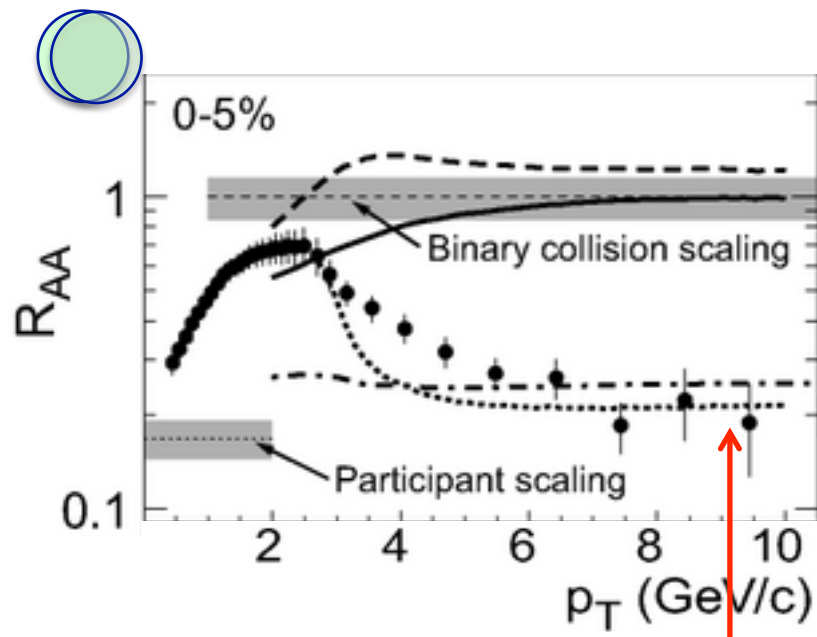 0-5%
1
Binary collision scaling
R_AA
Participant scaling
0.1
2 4 6 8 10
p_T (GeV/c)